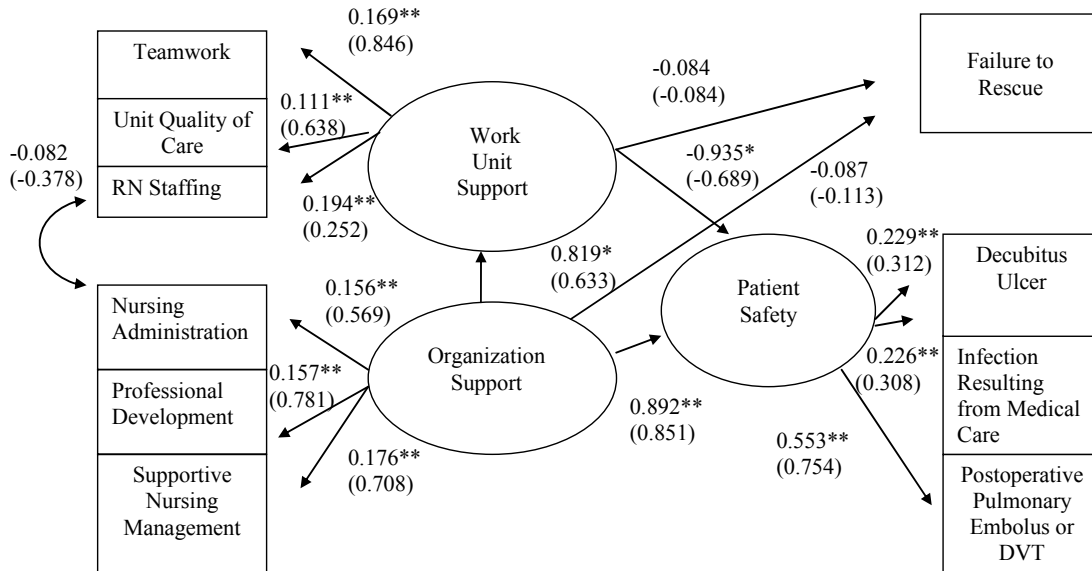 0.169**
(0.846)
Teamwork
Unit Quality of
Care
RN Staffing
0.111**
(0.638)
0.194**
(0.252)
-0.082
(-0.378)
Work
Unit
Support
-0.084
(-0.084)
Failure to
Rescue
-0.935*
(-0.689)
-0.087
(-0.113)
0.819*
(0.633)
Patient
Safety
0.229**
(0.312)
Decubitus
Ulcer
Nursing
Administration
0.156**
(0.569)
Professional
Development
0.157**
(0.781)
Organization
Support
0.226**
(0.308)
Infection
Resulting
from Medical
Care
0.892**
(0.851)
0.553**
(0.754)
Supportive
Nursing
Management
0.176**
(0.708)
Postoperative
Pulmonary
Embolus or
DVT